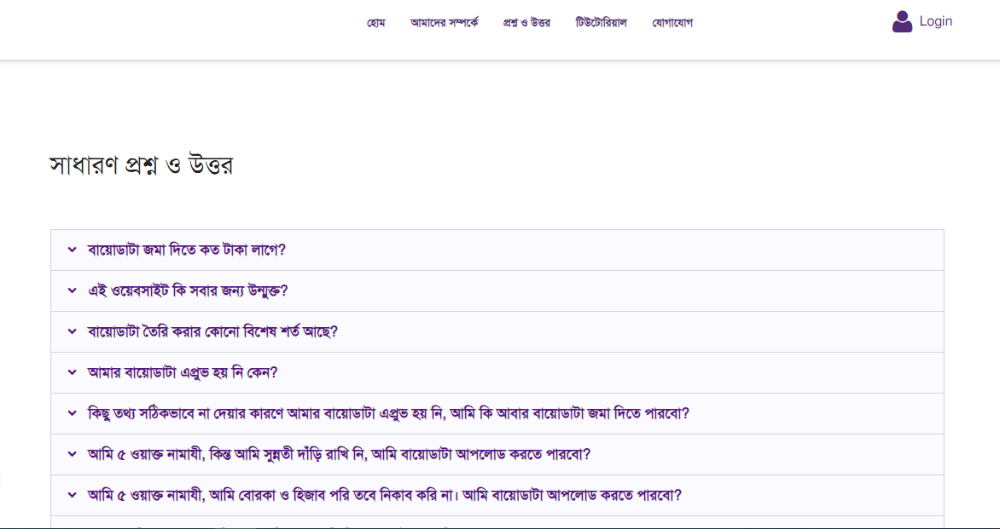 হোম আমাদের সম্পর্কে প্রশ্ন ও উত্তর টিউটোরিয়াল যোগাযোগ Login
সাধারণ প্রশ্ন ও উত্তর
বায়োডাটা জমা দিতে কত টাকা লাগে?
এই ওয়েবসাইট কি সবার জন্য উন্মুক্ত?
বায়োডাটা তৈরি করার কোনো বিশেষ শর্ত আছে?
আমার বায়োডাটা এপ্রুভ হয় নি কেন?
কিছু তথ্য সঠিকভাবে না দেয়ার কারণে আমার বায়োডাটা এপ্রুভ হয় নি, আমি কি আবার বায়োডাটা জমা দিতে পারবো?
আমি ৫ ওয়াক্ত নামাযী, কিন্ত আমি সুন্নতী দাঁড়ি রাখি নি, আমি বায়োডাটা আপলোড করতে পারবো?
আমি ৫ ওয়াক্ত নামাযী, আমি বোরকা ও হিজাব পরি তবে নিকাব করি না। আমি বায়োডাটা আপলোড করতে পারবো?